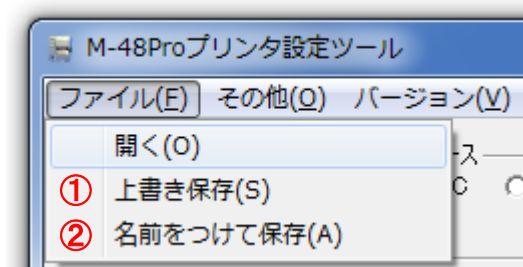 M-48Proプリンタ設定ツール
ファイル(F) その他(O) バージョン(V)
開く(O)
① 上書き保存(S)
② 名前をつけて保存(A)